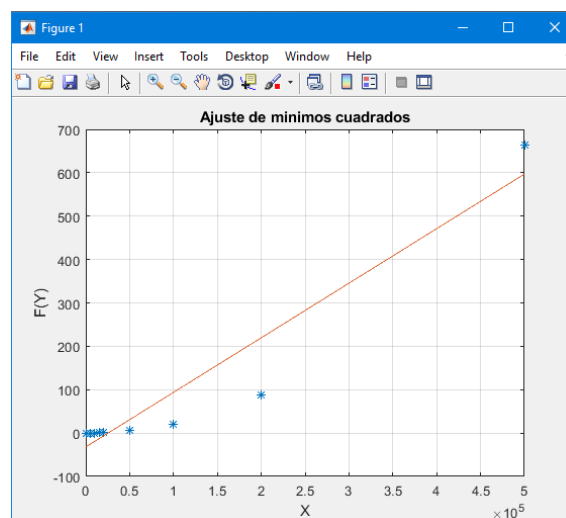 Figure 1
File Edit View Insert Tools Desktop Window Help
Ajuste de minimos cuadrados
700
600
500
400
300
200
100
0
-100
F(Y)
0 0.5 1 1.5 2 2.5 3 3.5 4 4.5 5
X
×10^5